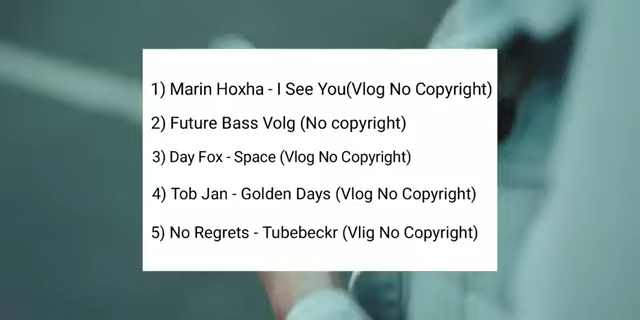 1) Marin Hoxha - I See You(Vlog No Copyright)
2) Future Bass Volg (No copyright)
3) Day Fox - Space (Vlog No Copyright)
4) Tob Jan - Golden Days (Vlog No Copyright)
5) No Regrets - Tubebeckr (Vlig No Copyright)